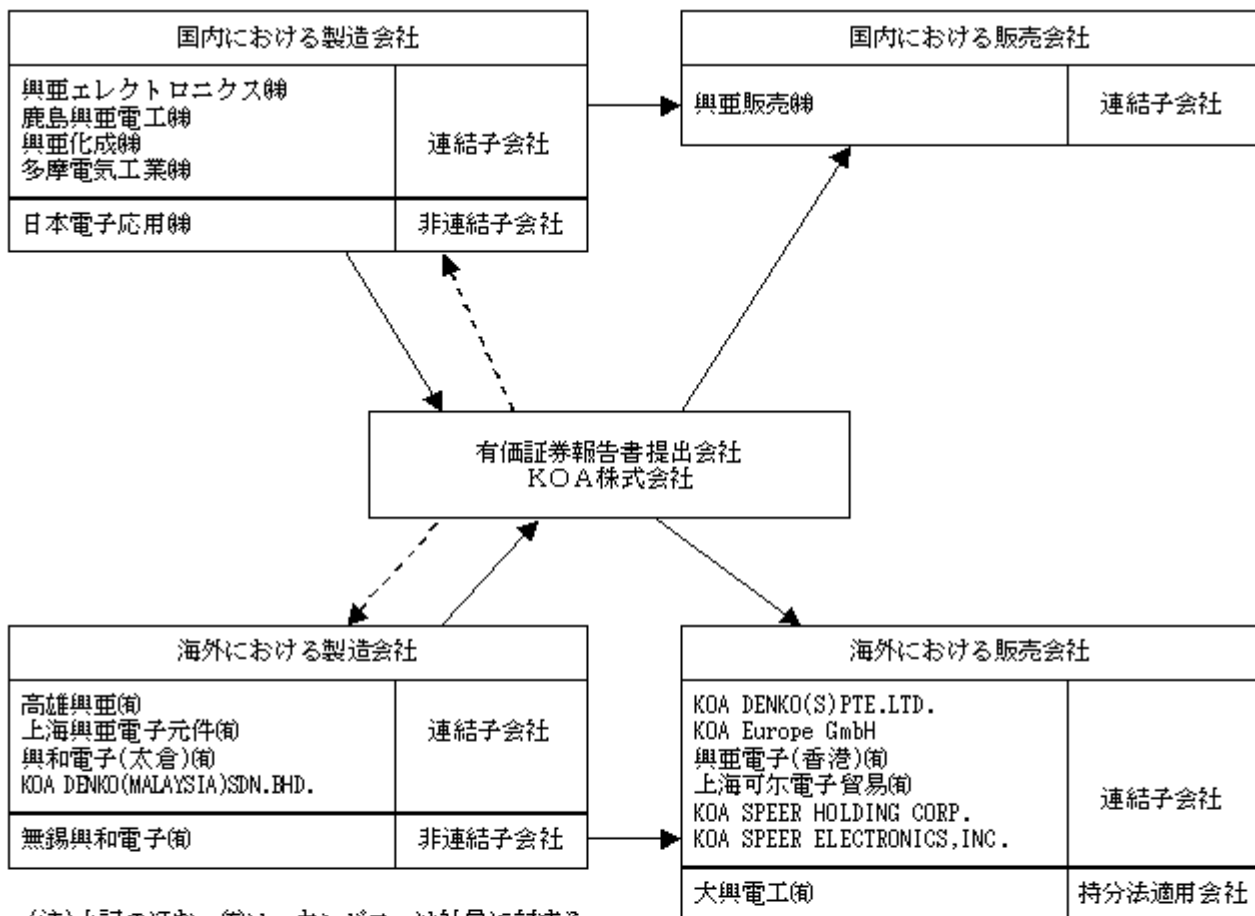 国内における製造会社
興亜エレクトロニクス㈱
鹿島興亜電工㈱
興亜化成㈱
多摩電気工業㈱
連結子会社
日本電子応用㈱
非連結子会社
国内における販売会社
興亜販売㈱
連結子会社
有価証券報告書提出会社
KOA株式会社
海外における製造会社
高雄興亜㈲
上海興亜電子元件㈲
興和電子(太倉)㈲
KOA DENKO(MALAYSIA)SDN.BHD.
連結子会社
無錫興和電子㈲
非連結子会社
海外における販売会社
KOA DENKO(S)PTE.LTD.
KOA Europe GmbH
興亜電子(香港)㈲
上海可尓電子貿易㈲
KOA SPEER HOLDING CORP.
KOA SPEER ELECTRONICS,INC.
連結子会社
大興電工㈲
持分法適用会社